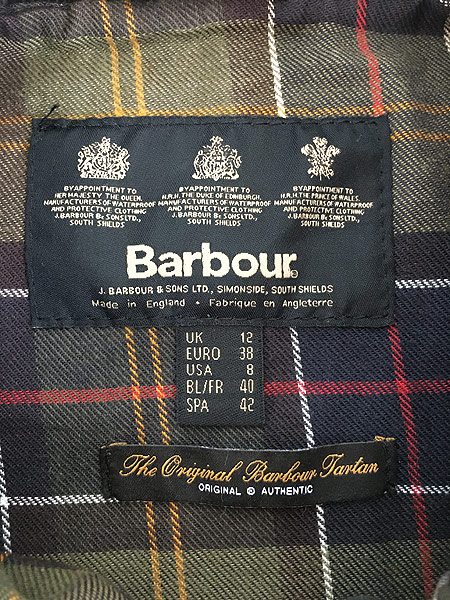 BY APPOINTMENT TO
HER MAJESTY THE QUEEN.
MANUFACTURERS OF WATERPROOF
AND PROTECTIVE CLOTHING
J.BARBOUR & SONS LTD.,
SOUTH SHIELDS
BY APPOINTMENT TO
H.R.H. THE DUKE OF EDINBURGH.
MANUFACTURERS OF WATERPROOF
AND PROTECTIVE CLOTHING
J.BARBOUR & SONS LTD.,
SOUTH SHIELDS
BY APPOINTMENT TO
H.R.H. THE PRINCE OF WALES.
MANUFACTURERS OF WATERPROOF
AND PROTECTIVE CLOTHING
J.BARBOUR & SONS LTD.,
SOUTH SHIELDS
Barbour®
J. BARBOUR & SONS LTD., SIMONSIDE, SOUTH SHIELDS
Made in England • Fabrique en Angleterre
UK 12
EURO 38
USA 8
BL/FR 40
SPA 42
The Original Barbour Tartan
ORIGINAL © AUTHENTIC